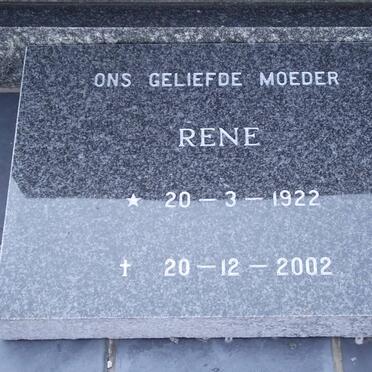 ONS GELIEFDE MOEDER
RENE
★ 20 – 3 – 1922
✝ 20 – 12 – 2002